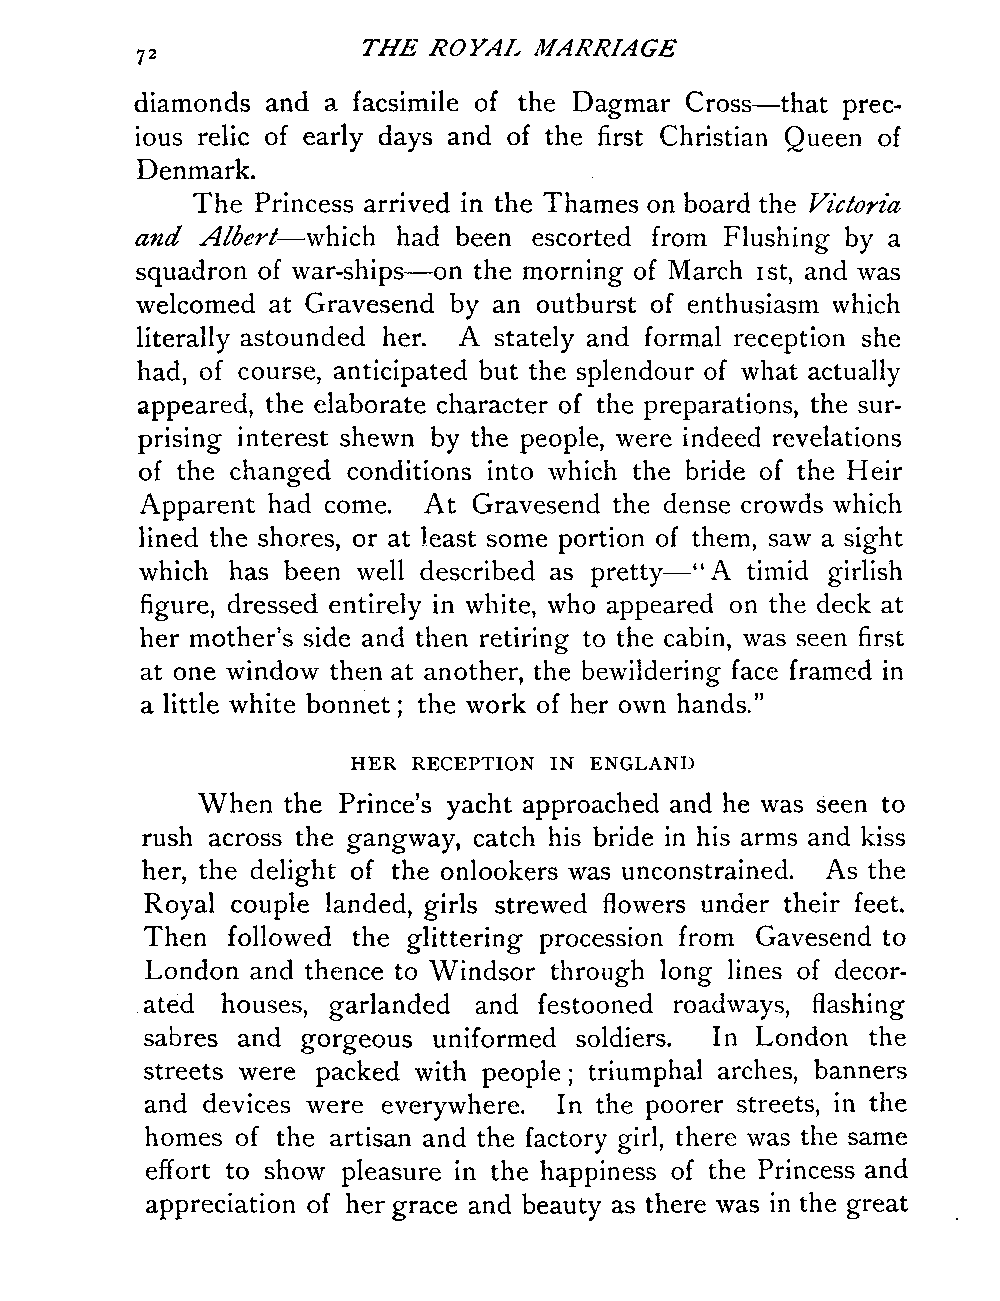 72 THE ROYAL MARRIAGE
diamonds and a facsimile of the Dagmar Cross—that prec-
ious relic of early days and of the first Christian Queen of
Denmark.
The Princess arrived in the Thames on board the Victoria
and Albert—which had been escorted from Flushing by a
squadron of war-ships—on the morning of March 1st, and was
welcomed at Gravesend by an outburst of enthusiasm which
literally astounded her. A stately and formal reception she
had, of course, anticipated but the splendour of what actually
appeared, the elaborate character of the preparations, the sur-
prising interest shewn by the people, were indeed revelations
of the changed conditions into which the bride of the Heir
Apparent had come. At Gravesend the dense crowds which
lined the shores, or at least some portion of them, saw a sight
which has been well described as pretty—"A timid girlish
figure, dressed entirely in white, who appeared on the deck at
her mother's side and then retiring to the cabin, was seen first
at one window then at another, the bewildering face framed in
a little white bonnet; the work of her own hands."
HER RECEPTION IN ENGLAND
When the Prince's yacht approached and he was seen to
rush across the gangway, catch his bride in his arms and kiss
her, the delight of the onlookers was unconstrained. As the
Royal couple landed, girls strewed flowers under their feet.
Then followed the glittering procession from Gavesend to
London and thence to Windsor through long lines of decor-
ated houses, garlanded and festooned roadways, flashing
sabres and gorgeous uniformed soldiers. In London the
streets were packed with people; triumphal arches, banners
and devices were everywhere. In the poorer streets, in the
homes of the artisan and the factory girl, there was the same
effort to show pleasure in the happiness of the Princess and
appreciation of her grace and beauty as there was in the great